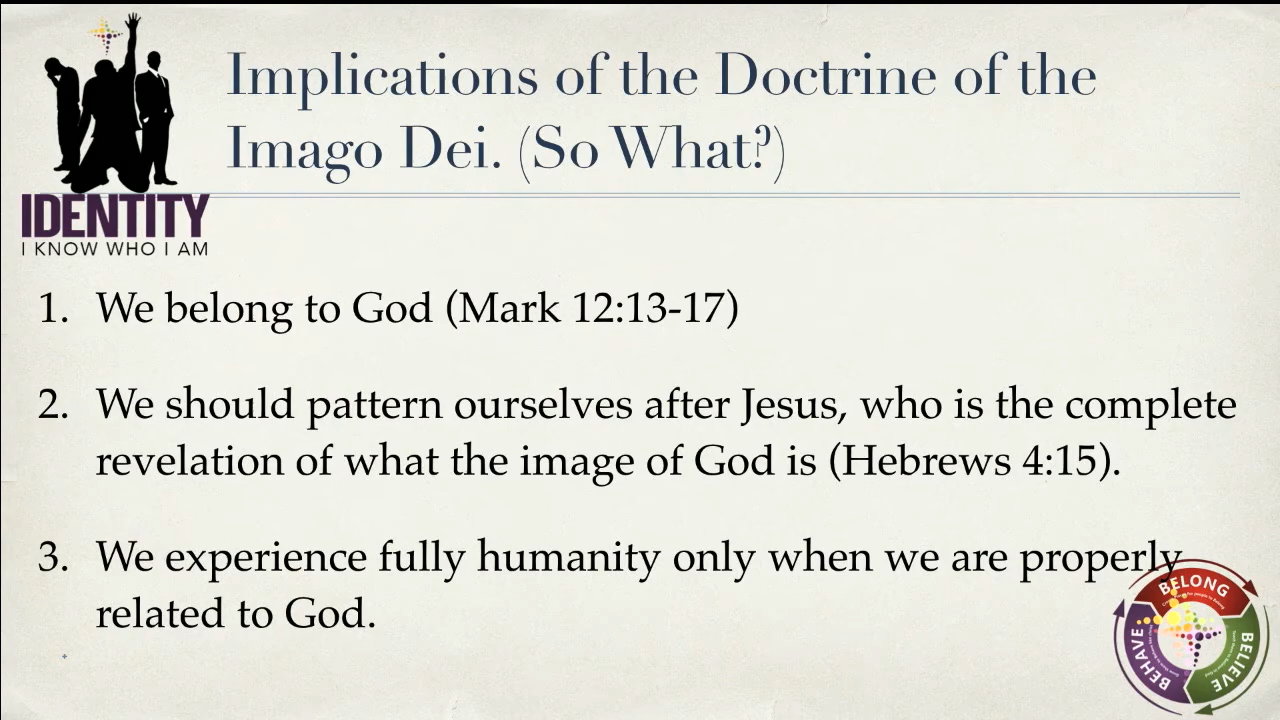 Implications of the Doctrine of the
Imago Dei. (So What?)
IDENTITY
I KNOW WHO I AM
1. We belong to God (Mark 12:13-17)
2. We should pattern ourselves after Jesus, who is the complete
revelation of what the image of God is (Hebrews 4:15).
3. We experience fully humanity only when we are properly
related to God.
BELONG
BELIEVE
BEHAVE